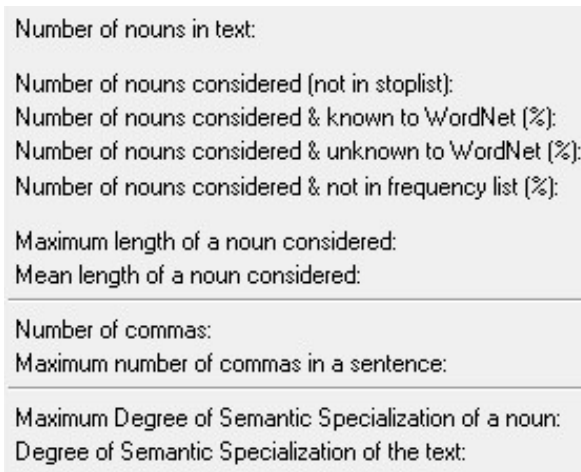 Number of nouns in text:
Number of nouns considered (not in stoplist):
Number of nouns considered & known to WordNet (%):
Number of nouns considered & unknown to WordNet (%):
Number of nouns considered & not in frequency list (%):
Maximum length of a noun considered:
Mean length of a noun considered:
Number of commas:
Maximum number of commas in a sentence:
Maximum Degree of Semantic Specialization of a noun:
Degree of Semantic Specialization of the text: